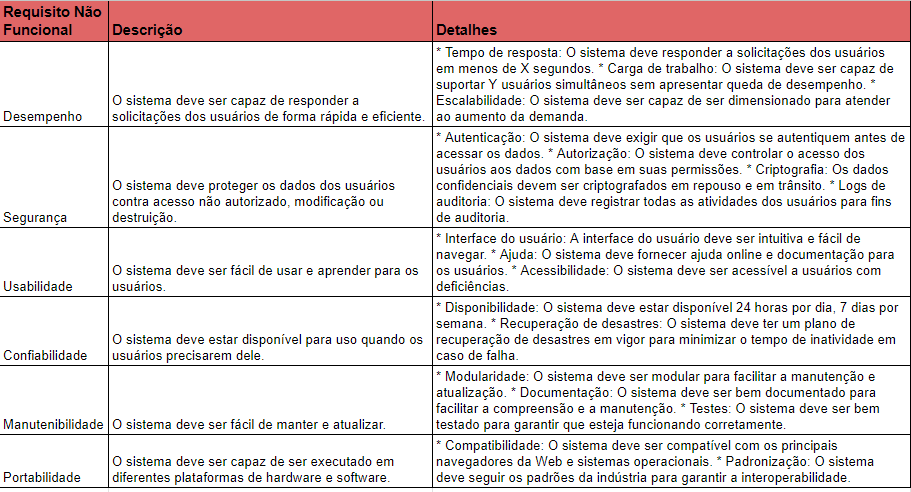 Requisito Não
Funcional
Descrição
Detalhes
Desempenho
O sistema deve ser capaz de responder a
solicitações dos usuários de forma rápida e eficiente.
* Tempo de resposta: O sistema deve responder a solicitações dos usuários
em menos de X segundos. * Carga de trabalho: O sistema deve ser capaz de
suportar Y usuários simultâneos sem apresentar queda de desempenho. *
Escalabilidade: O sistema deve ser capaz de ser dimensionado para atender
ao aumento da demanda.
Segurança
O sistema deve proteger os dados dos usuários
contra acesso não autorizado, modificação ou
destruição.
* Autenticação: O sistema deve exigir que os usuários se autentiquem antes de
acessar os dados. * Autorização: O sistema deve controlar o acesso dos
usuários aos dados com base em suas permissões. * Criptografia: Os dados
confidenciais devem ser criptografados em repouso e em trânsito. * Logs de
auditoria: O sistema deve registrar todas as atividades dos usuários para fins
de auditoria.
Usabilidade
O sistema deve ser fácil de usar e aprender para os
usuários.
* Interface do usuário: A interface do usuário deve ser intuitiva e fácil de
navegar. * Ajuda: O sistema deve fornecer ajuda online e documentação para
os usuários. * Acessibilidade: O sistema deve ser acessível a usuários com
deficiências.
Confiabilidade
O sistema deve estar disponível para uso quando os
usuários precisarem dele.
* Disponibilidade: O sistema deve estar disponível 24 horas por dia, 7 dias por
semana. * Recuperação de desastres: O sistema deve ter um plano de
recuperação de desastres em vigor para minimizar o tempo de inatividade em
caso de falha.
Manutenibilidade
O sistema deve ser fácil de manter e atualizar.
* Modularidade: O sistema deve ser modular para facilitar a manutenção e
atualização. * Documentação: O sistema deve ser bem documentado para
facilitar a compreensão e a manutenção. * Testes: O sistema deve ser bem
testado para garantir que esteja funcionando corretamente.
Portabilidade
O sistema deve ser capaz de ser executado em
diferentes plataformas de hardware e software.
* Compatibilidade: O sistema deve ser compatível com os principais
navegadores da Web e sistemas operacionais. * Padronização: O sistema
deve seguir os padrões da indústria para garantir a interoperabilidade.